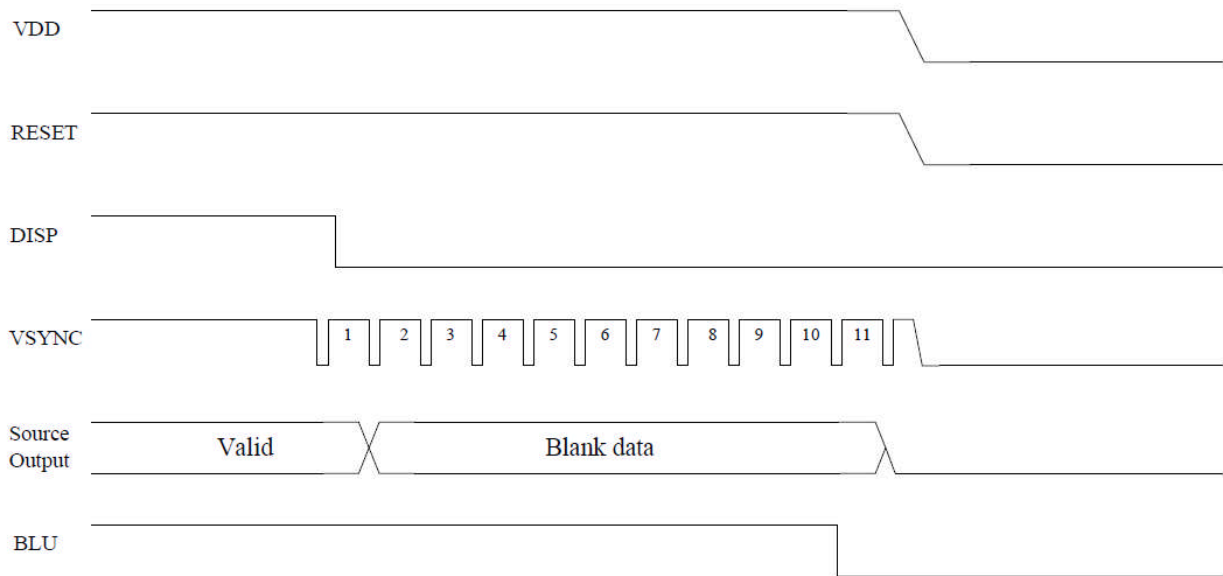 VDD
RESET
DISP
VSYNC 1 2 3 4 5 6 7 8 9 10 11
Source
Output
Valid Blank data
BLU